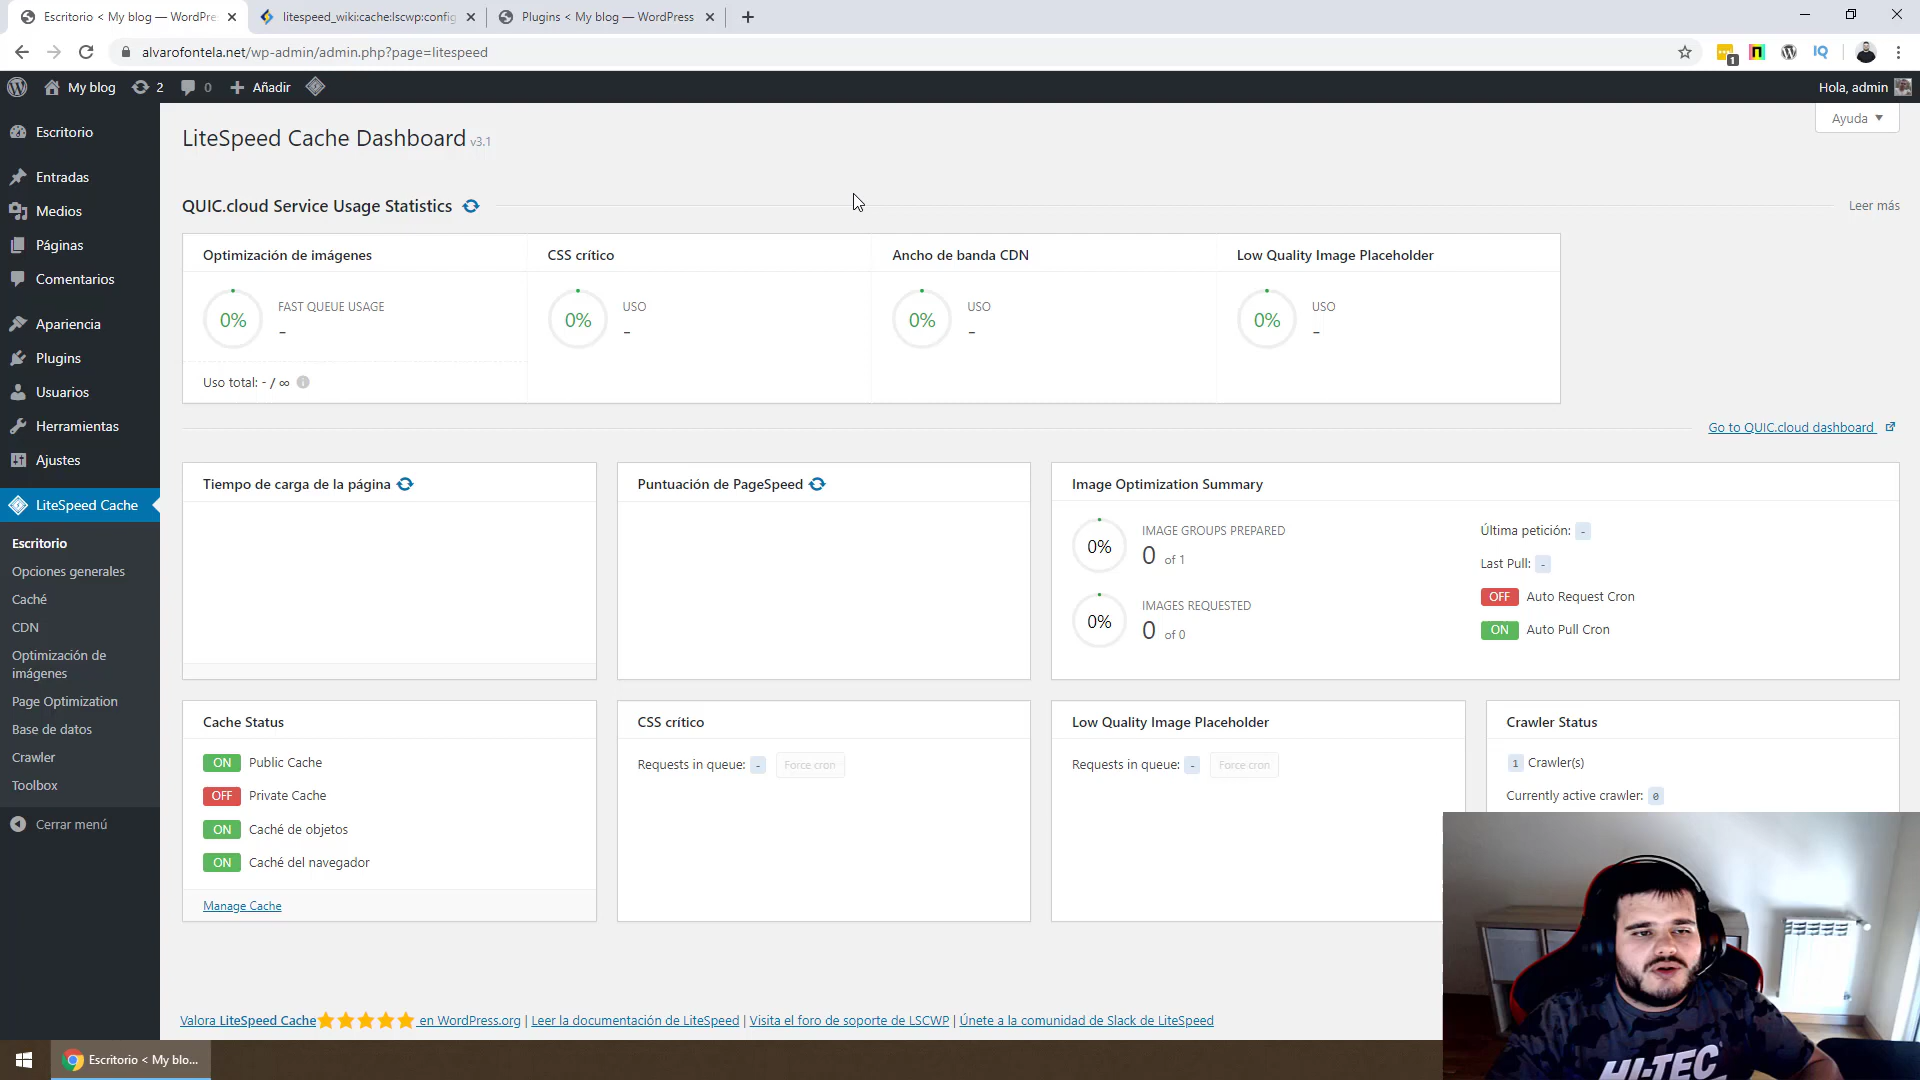 Escritorio < My blog — WordPre
litespeed_wiki:cache:lscwp:config
Plugins < My blog — WordPress
alvarofontela.net/wp-admin/admin.php?page=litespeed
1
IQ
My blog
2
0
Añadir
Hola, admin
Ayuda
Escritorio
Entradas
Medios
Páginas
Comentarios
Apariencia
Plugins
Usuarios
Herramientas
Ajustes
LiteSpeed Cache
Escritorio
Opciones generales
Caché
CDN
Optimización de
imágenes
Page Optimization
Base de datos
Crawler
Toolbox
Cerrar menú
LiteSpeed Cache Dashboard v3.1
QUIC.cloud Service Usage Statistics
Leer más
Optimización de imágenes
0%
FAST QUEUE USAGE
-
Uso total: - / ∞
CSS crítico
0%
USO
-
Ancho de banda CDN
0%
USO
-
Low Quality Image Placeholder
0%
USO
-
Go to QUIC.cloud dashboard
Tiempo de carga de la página
Puntuación de PageSpeed
Image Optimization Summary
0%
IMAGE GROUPS PREPARED
0 of 1
0%
IMAGES REQUESTED
0 of 0
Última petición: -
Last Pull: -
OFF Auto Request Cron
ON Auto Pull Cron
Cache Status
ON Public Cache
OFF Private Cache
ON Caché de objetos
ON Caché del navegador
Manage Cache
CSS crítico
Requests in queue: - Force cron
Low Quality Image Placeholder
Requests in queue: - Force cron
Crawler Status
1 Crawler(s)
Currently active crawler: 0
Valora LiteSpeed Cache en WordPress.org | Leer la documentación de LiteSpeed | Visita el foro de soporte de LSCWP | Únete a la comunidad de Slack de LiteSpeed
HI-TEC
Escritorio < My blo...